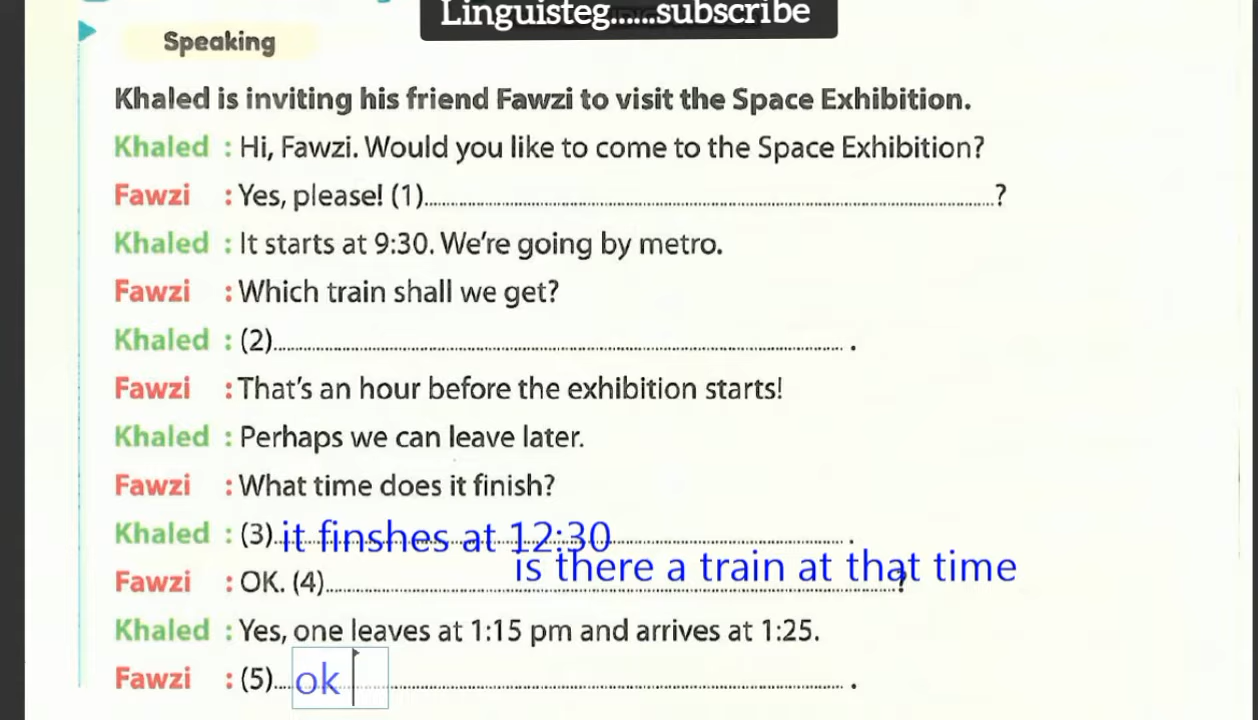 Linguisteg......subscribe
Speaking
Khaled is inviting his friend Fawzi to visit the Space Exhibition.
Khaled : Hi, Fawzi. Would you like to come to the Space Exhibition?
Fawzi : Yes, please! (1)..............................?
Khaled : It starts at 9:30. We're going by metro.
Fawzi : Which train shall we get?
Khaled : (2)..............................
Fawzi : That's an hour before the exhibition starts!
Khaled : Perhaps we can leave later.
Fawzi : What time does it finish?
Khaled : (3) it finshes at 12:30 .
Fawzi : OK. (4) is there a train at that time ?
Khaled : Yes, one leaves at 1:15 pm and arrives at 1:25.
Fawzi : (5).... ok ....................